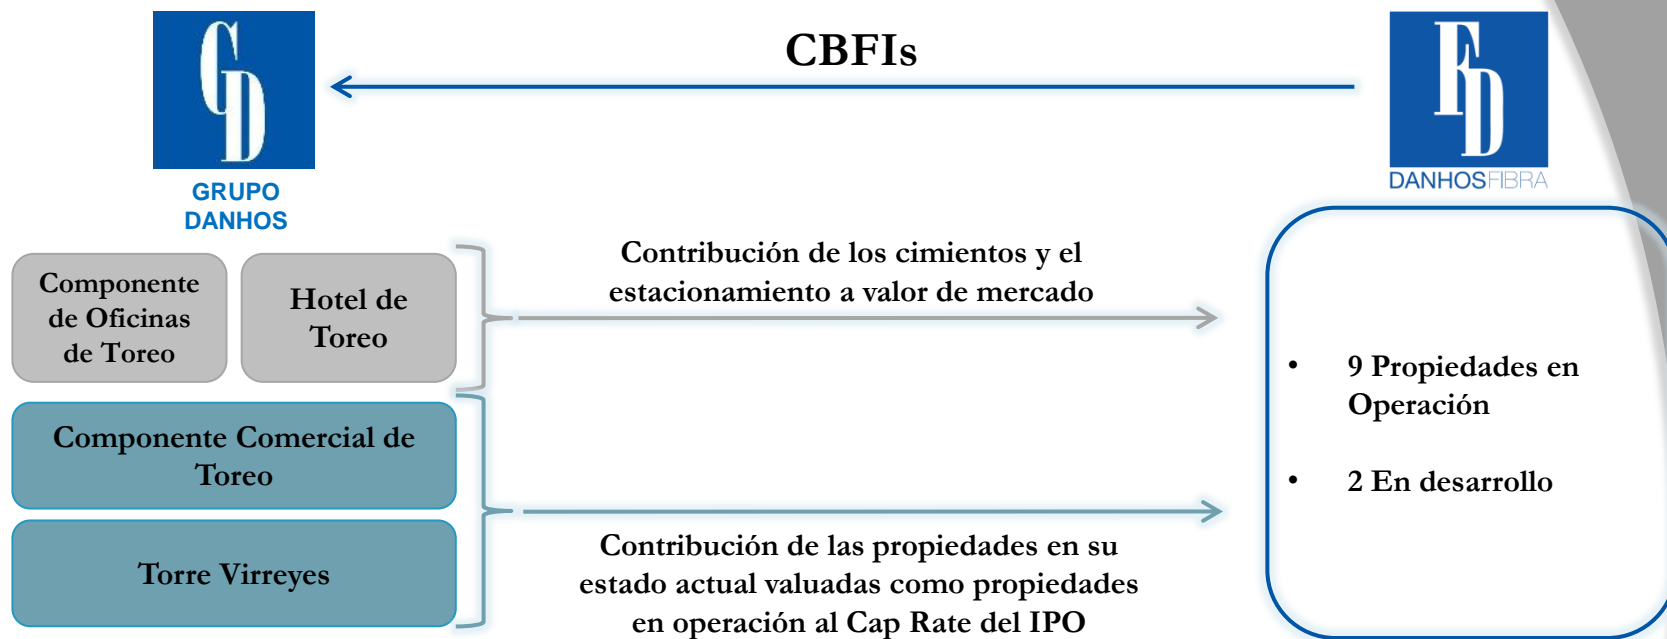 CBFIs
GD
GRUPO
DANHOS
FD
DANHOSFIBRA
Componente
de Oficinas
de Toreo
Hotel de
Toreo
Contribución de los cimientos y el
estacionamiento a valor de mercado
Componente Comercial de
Toreo
Torre Virreyes
Contribución de las propiedades en su
estado actual valuadas como propiedades
en operación al Cap Rate del IPO
• 9 Propiedades en
Operación
• 2 En desarrollo